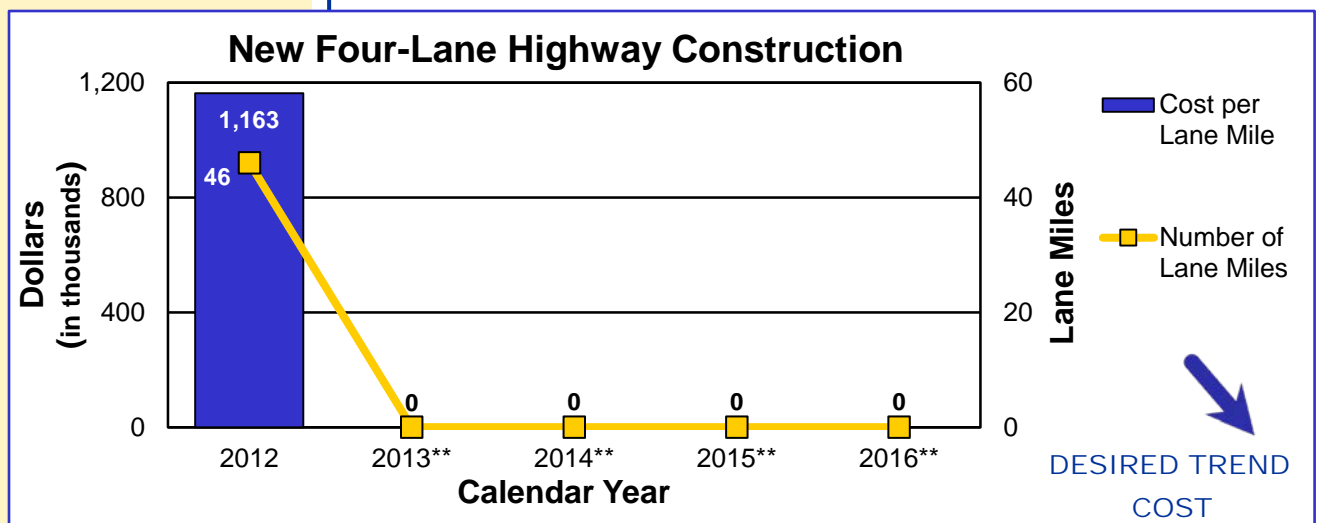 New Four-Lane Highway Construction
Dollars
(in thousands)
1,200
800
400
0
1,163
46
0
0
0
0
60
40
20
0
Lane Miles
2012
2013**
2014**
2015**
2016**
Calendar Year
Cost per
Lane Mile
Number of
Lane Miles
DESIRED TREND
COST